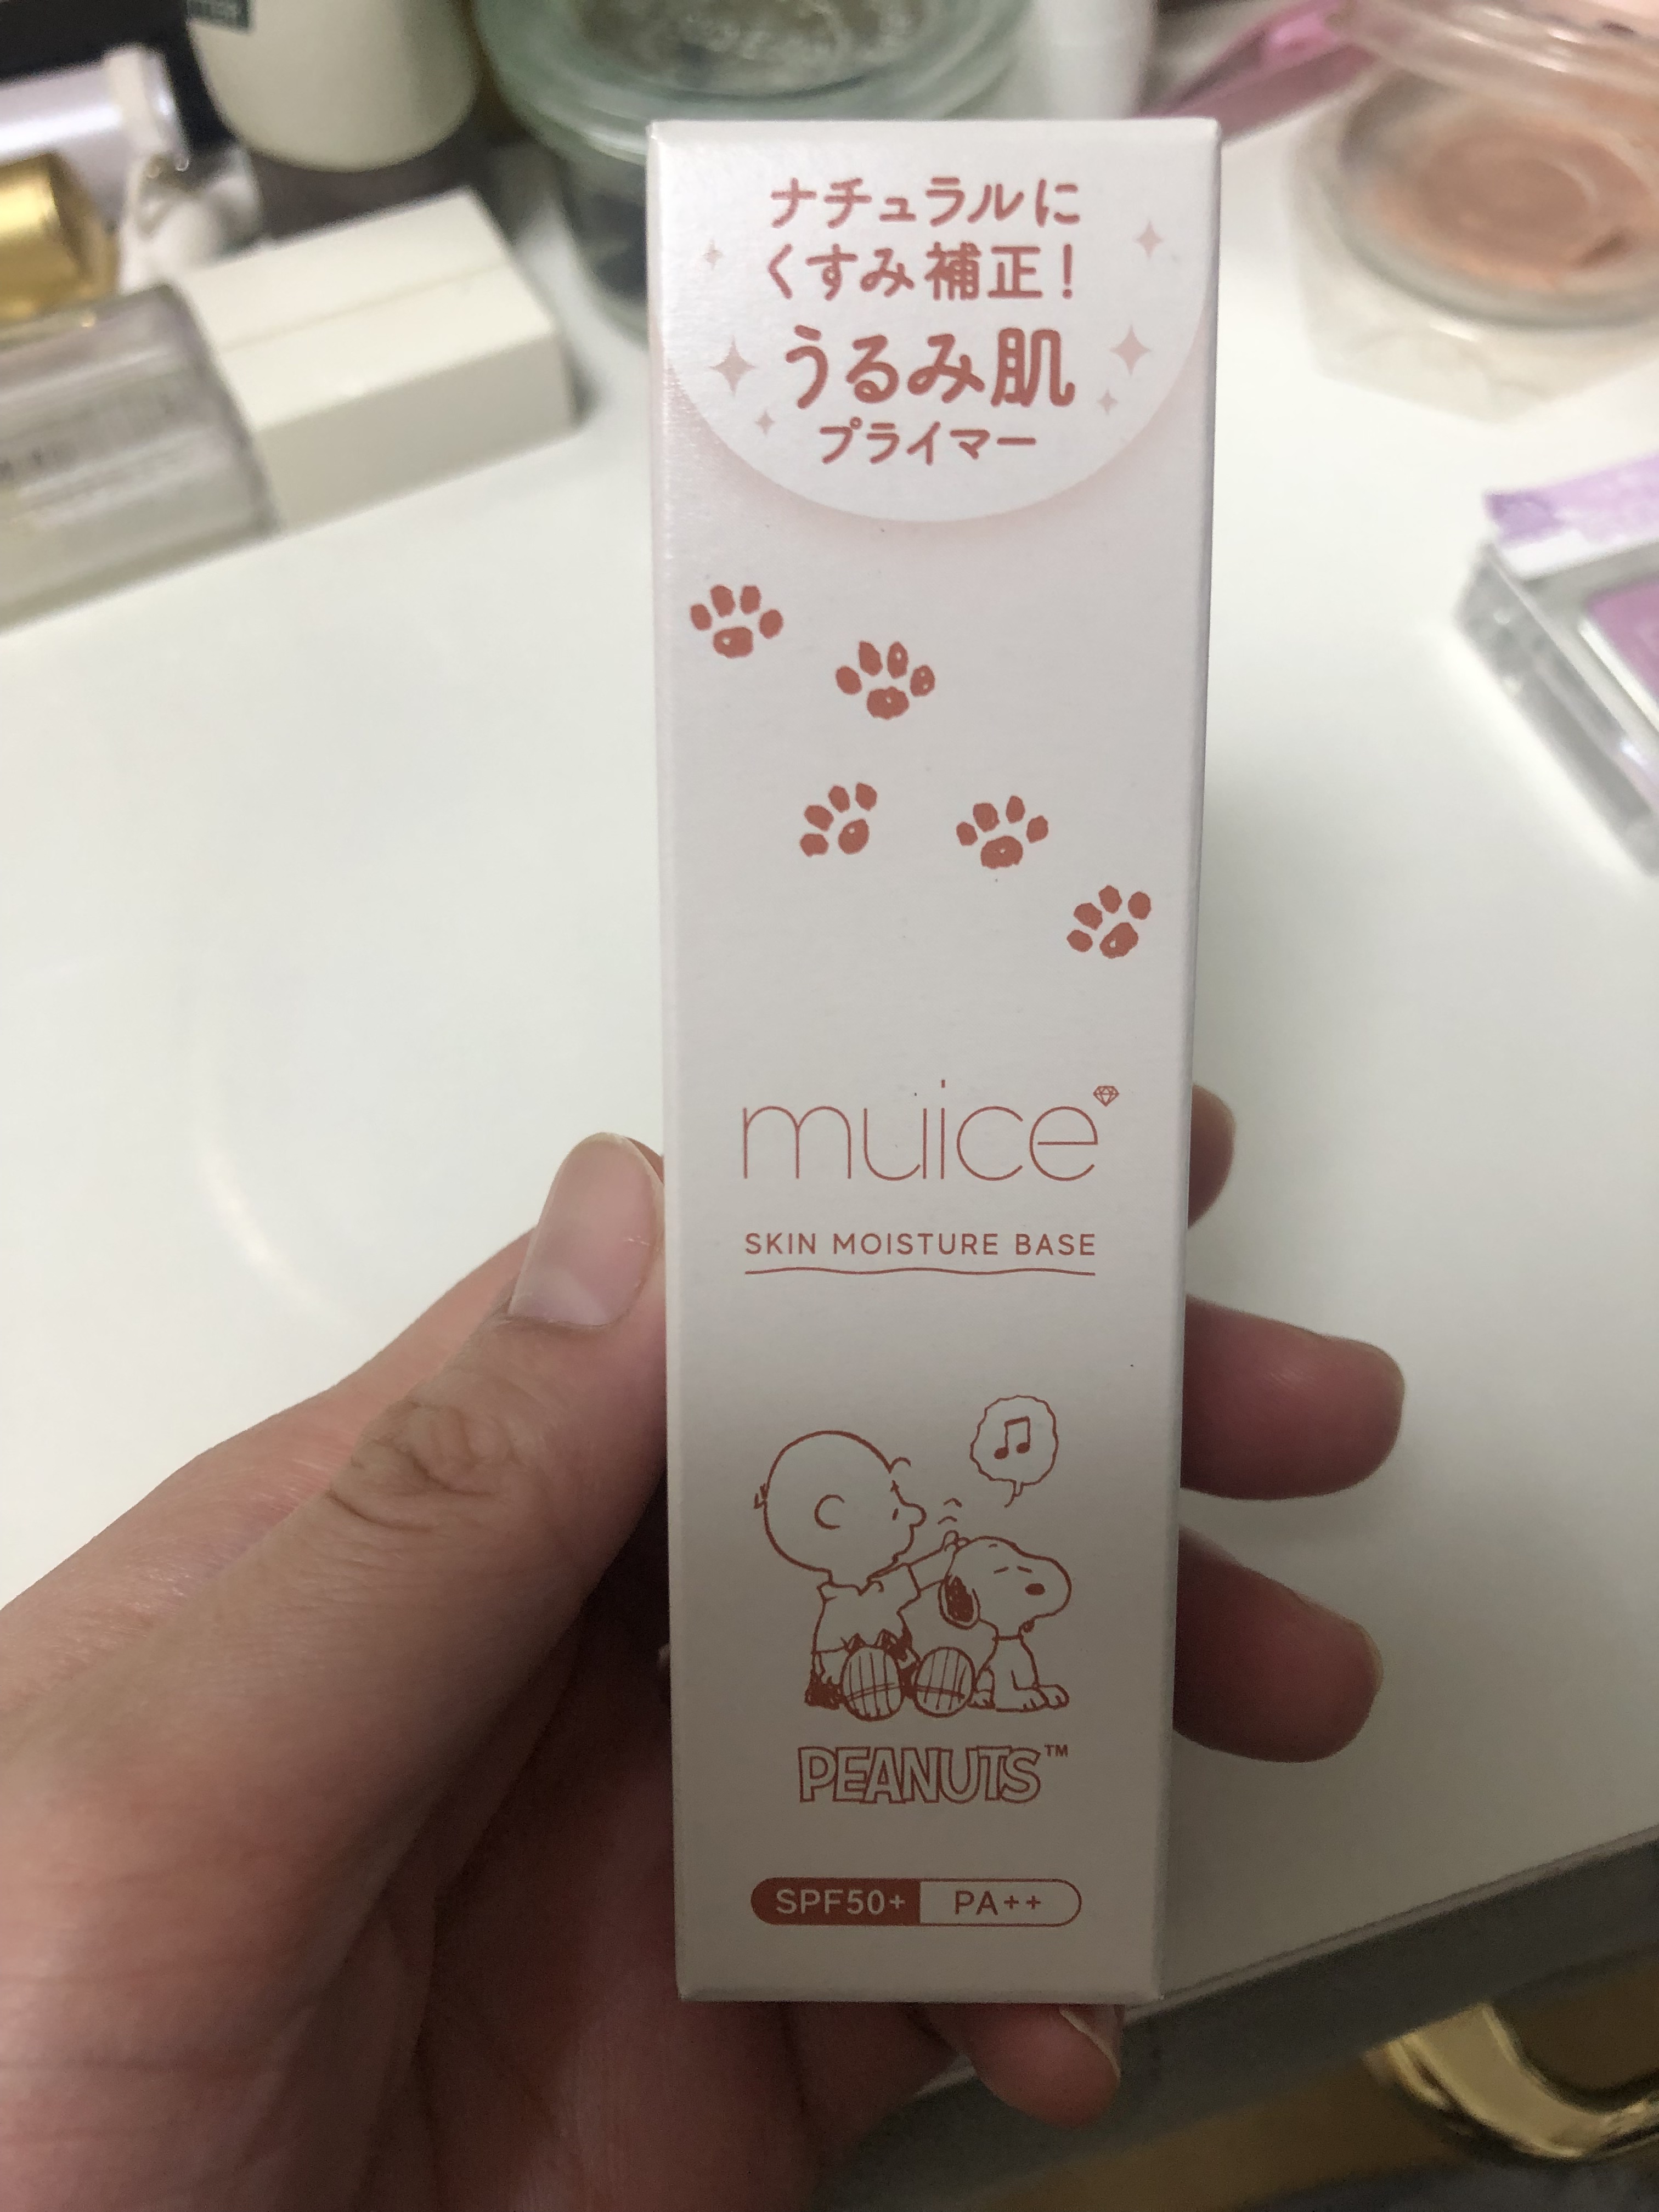 ナチュラルに
くすみ補正!
うるみ肌
プライマー
muice
SKIN MOISTURE BASE
PEANUTS™
SPF50+ PA++